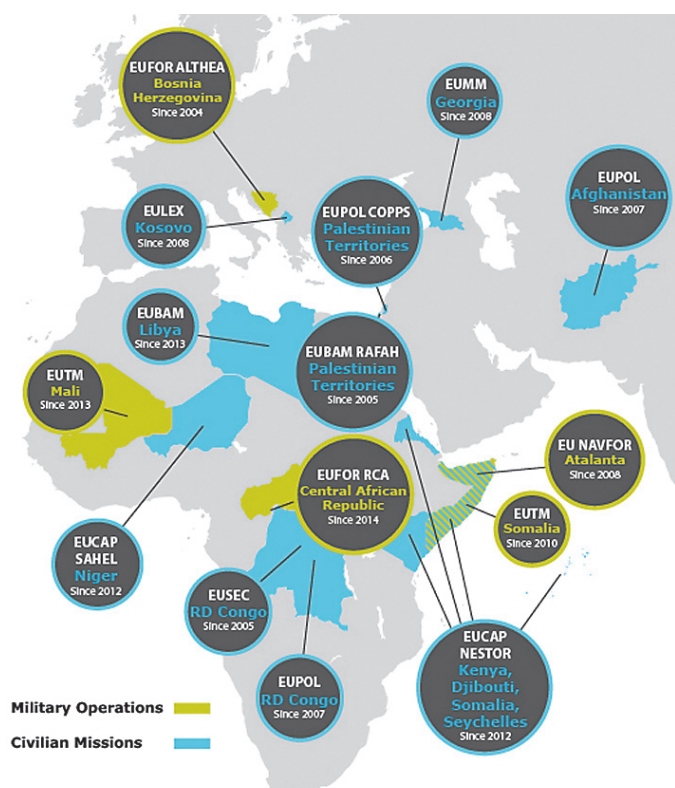 EUFOR ALTHEA
Bosnia
Herzegovina
Since 2004
EUMM
Georgia
Since 2008
EUPOL
Afghanistan
Since 2007
EULEX
Kosovo
Since 2008
EUPOL COPPS
Palestinian
Territories
Since 2006
EUBAM
Libya
Since 2013
EUBAM RAFAH
Palestinian
Territories
Since 2005
EUTM
Mali
Since 2013
EUFOR RCA
Central African
Republic
Since 2014
EU NAVFOR
Atalanta
Since 2008
EUTM
Somalia
Since 2010
EUCAP
SAHEL
Niger
Since 2012
EUSEC
RD Congo
Since 2005
EUPOL
RD Congo
Since 2007
EUCAP
NESTOR
Kenya,
Djibouti,
Somalia,
Seychelles
Since 2012
Military Operations
Civilian Missions